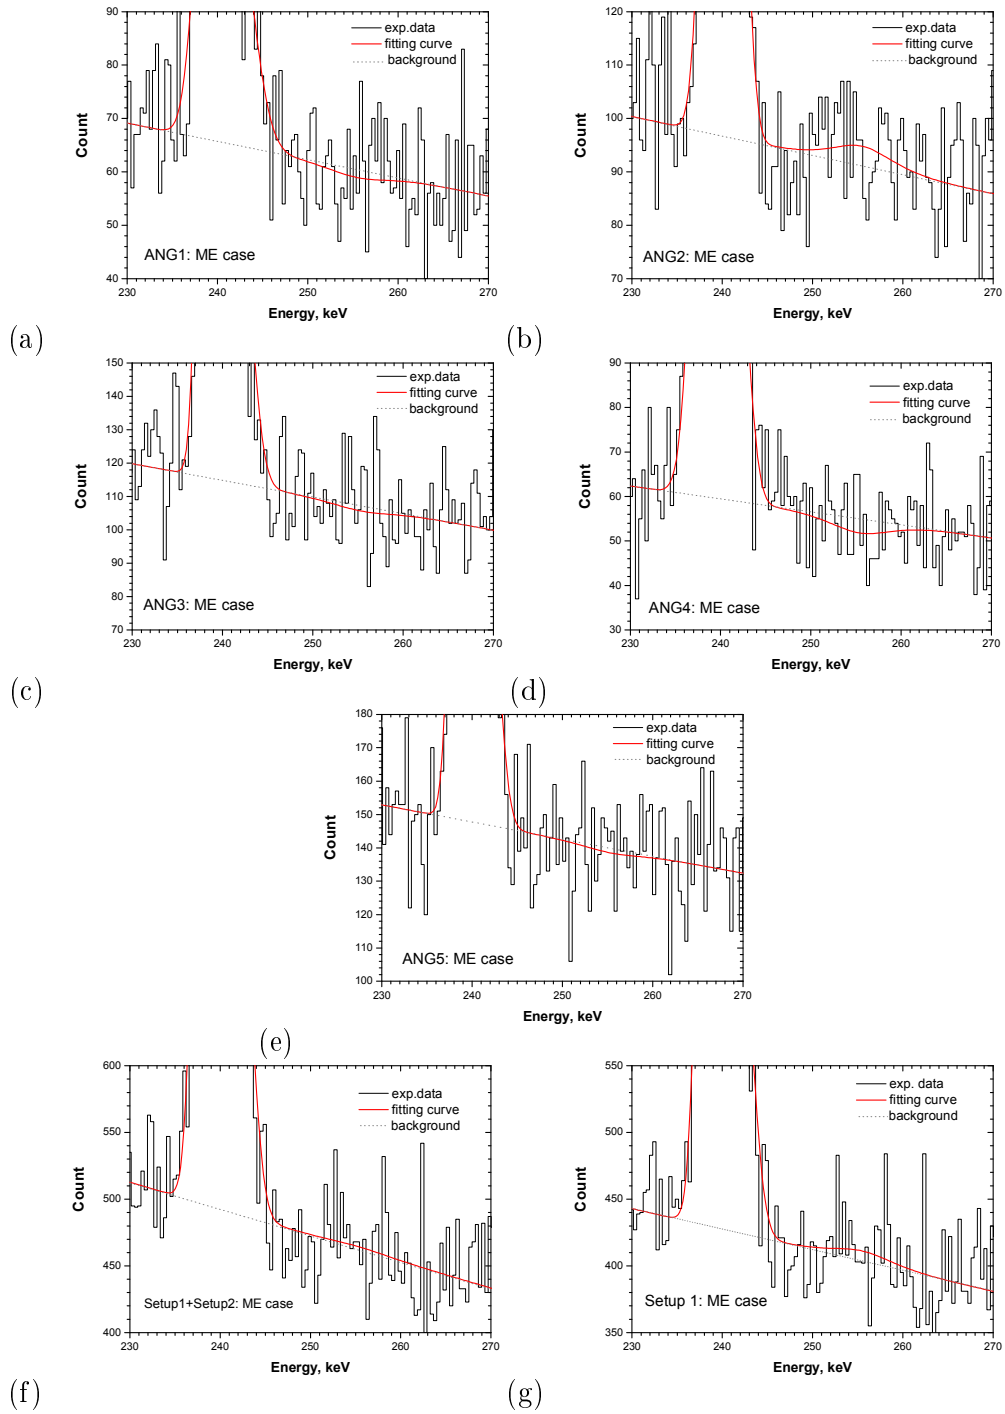 90
80
70
60
50
40
230 240 250 260 270
Count
Energy, keV
exp.data
fitting curve
background
ANG1: ME case
(a)
120
110
100
90
80
70
230 240 250 260 270
Count
Energy, keV
exp.data
fitting curve
background
ANG2: ME case
(b)
150
140
130
120
110
100
90
80
70
230 240 250 260 270
Count
Energy, keV
exp.data
fitting curve
background
ANG3: ME case
(c)
90
80
70
60
50
40
30
230 240 250 260 270
Count
Energy, keV
exp.data
fitting curve
background
ANG4: ME case
(d)
180
170
160
150
140
130
120
110
100
230 240 250 260 270
Count
Energy, keV
exp.data
fitting curve
background
ANG5: ME case
(e)
600
550
500
450
400
230 240 250 260 270
Count
Energy, keV
exp.data
fitting curve
background
Setup1+Setup2: ME case
(f)
550
500
450
400
350
230 240 250 260 270
Count
Energy, keV
exp. data
fitting curve
background
Setup 1: ME case
(g)